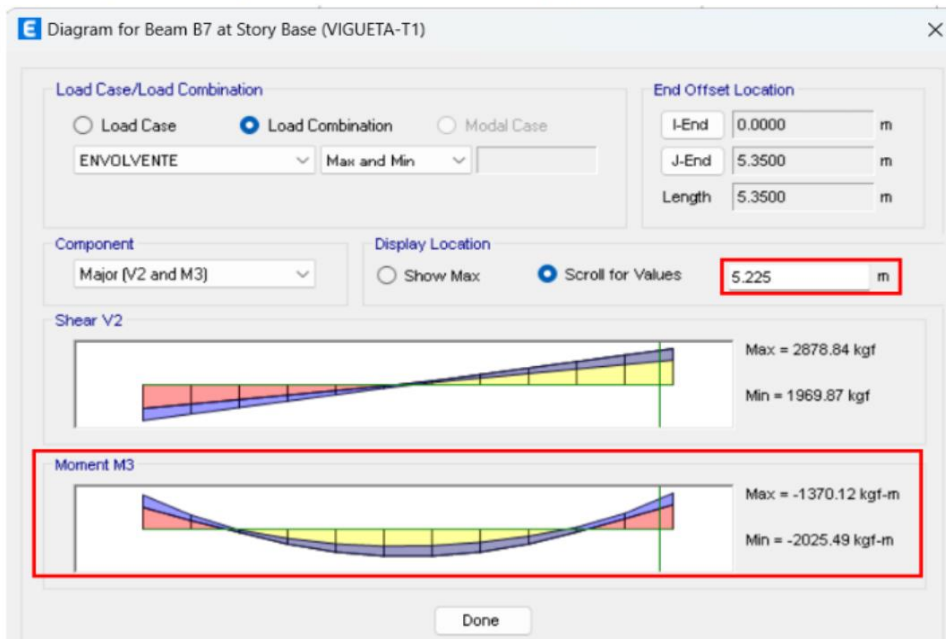 E Diagram for Beam B7 at Story Base (VIGUETA-T1)
Load Case/Load Combination
Load Case Load Combination Modal Case
ENVOLVENTE Max and Min
End Offset Location
I-End 0.0000 m
J-End 5.3500 m
Length 5.3500 m
Component
Major (V2 and M3)
Display Location
Show Max Scroll for Values 5.225 m
Shear V2
Max = 2878.84 kgf
Min = 1969.87 kgf
Moment M3
Max = -1370.12 kgf-m
Min = -2025.49 kgf-m
Done